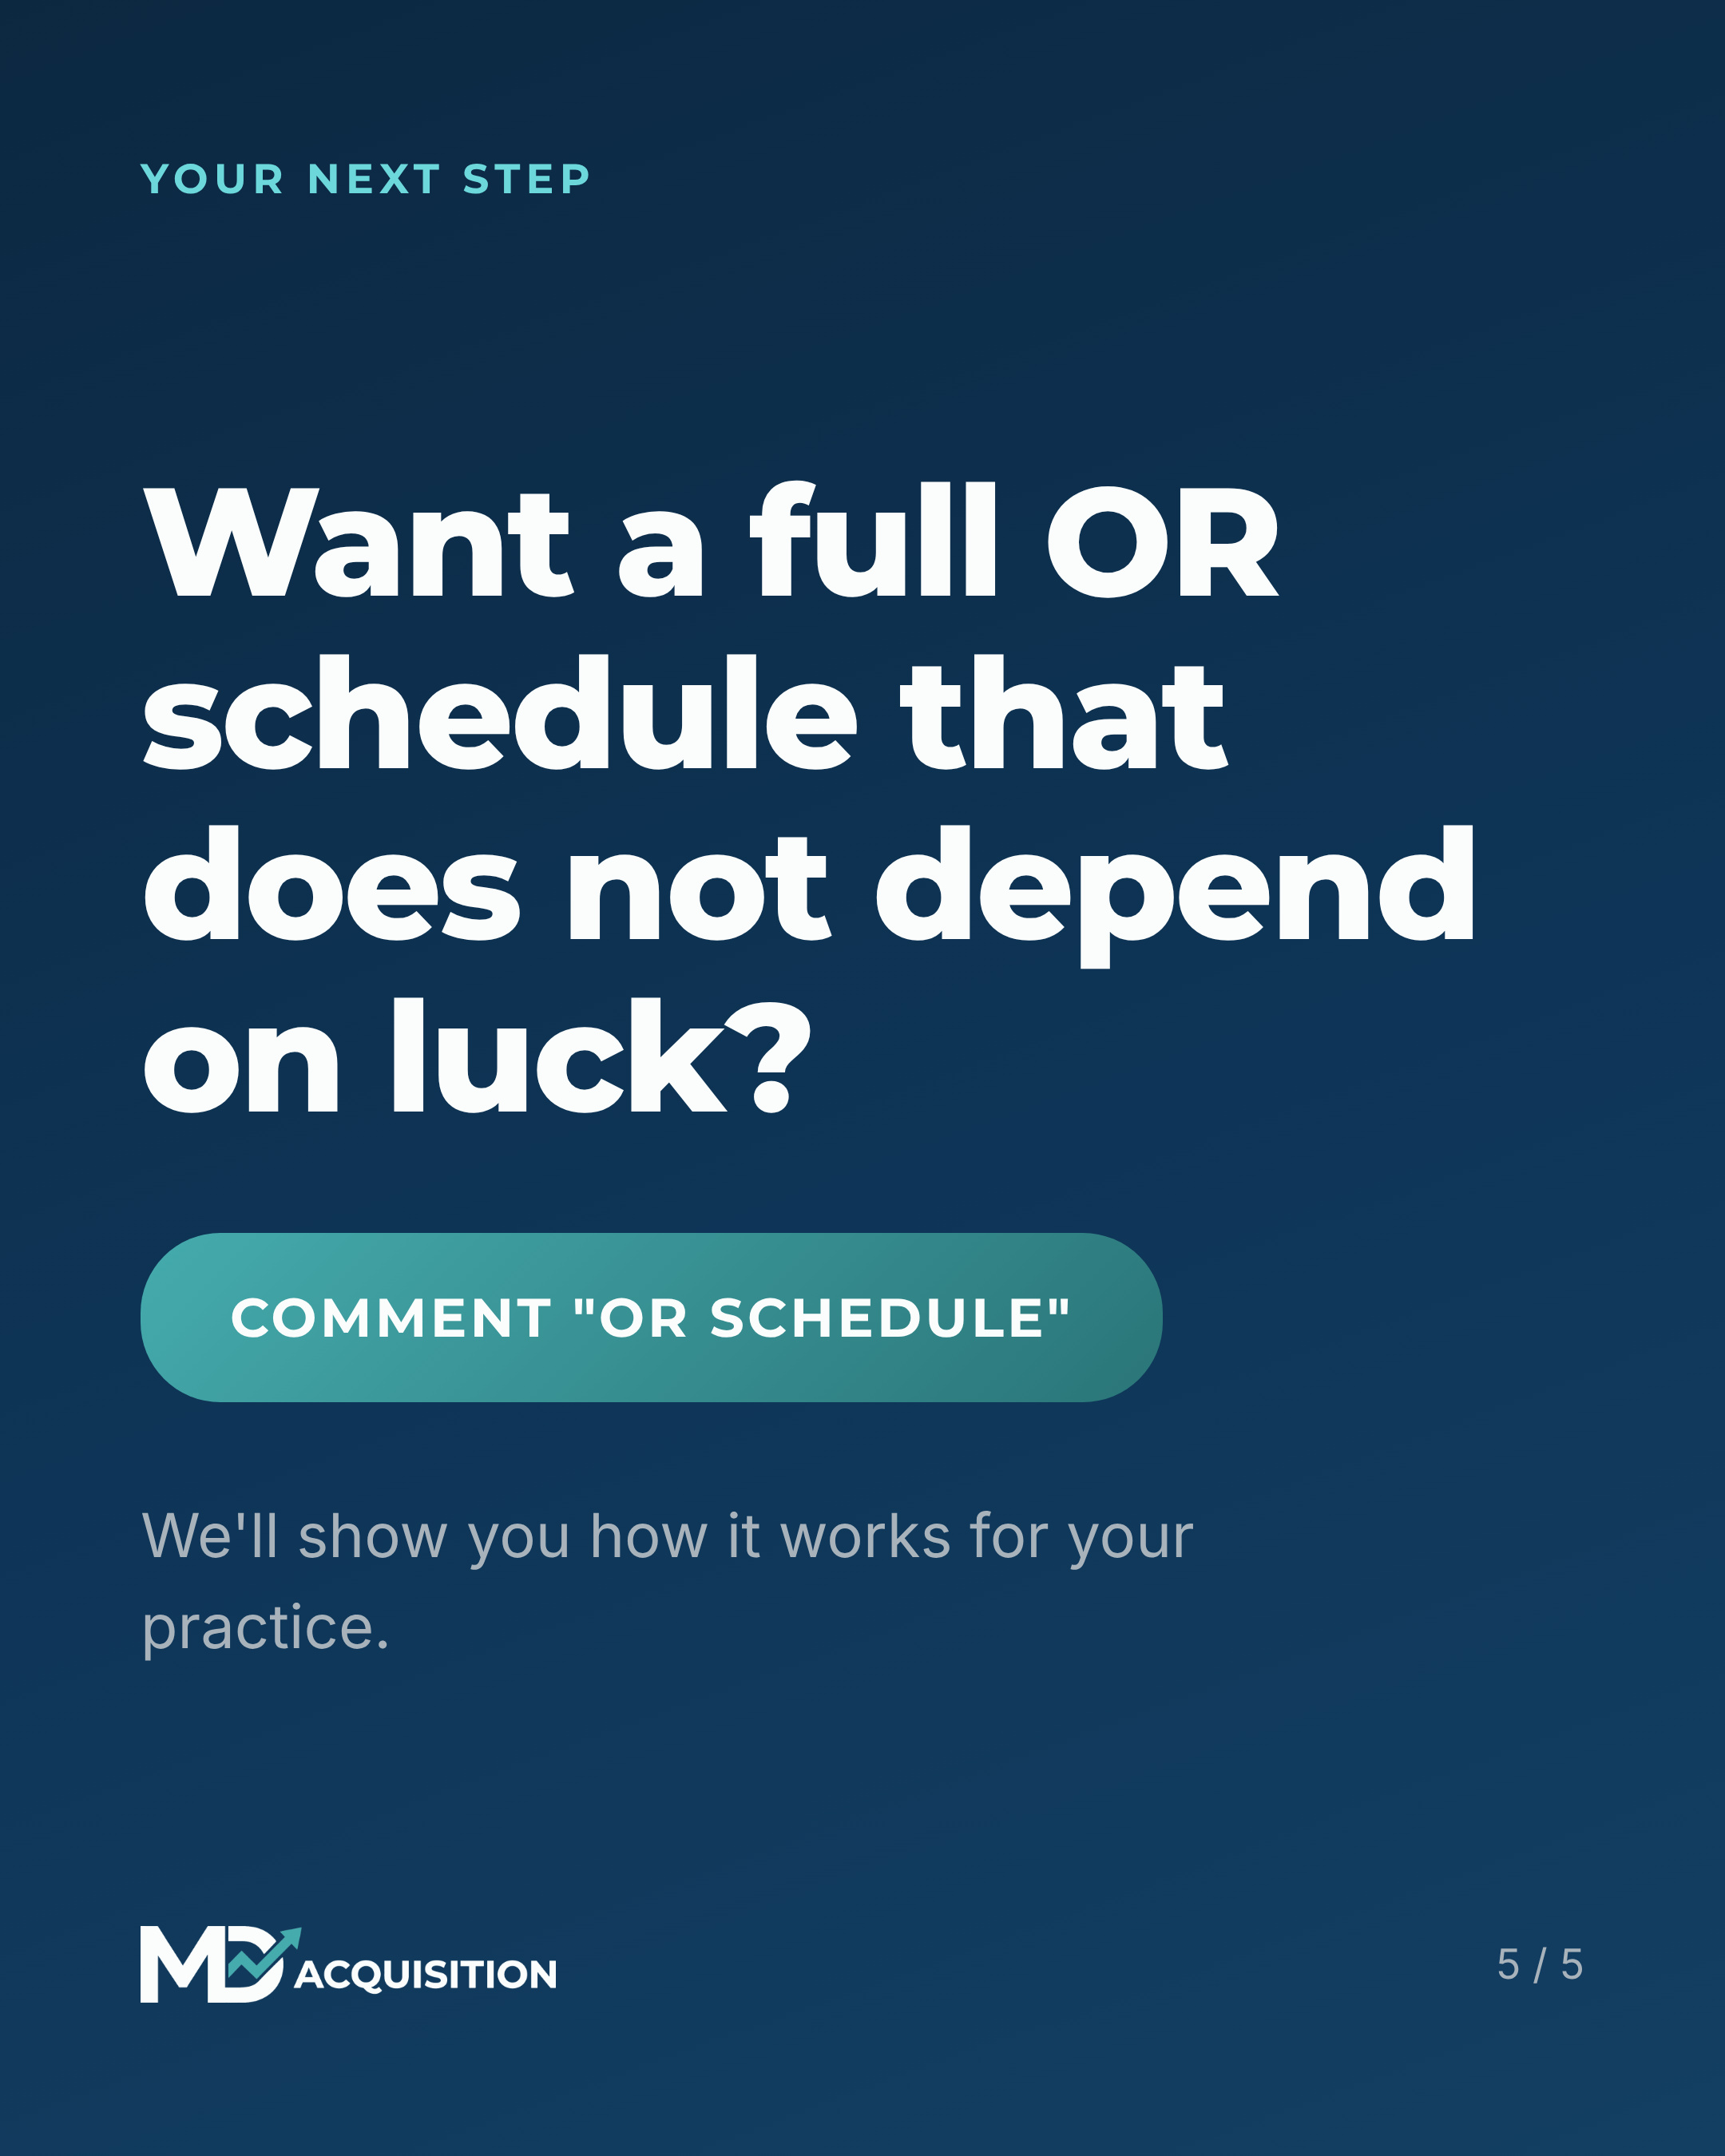 YOUR NEXT STEP
Want a full OR
schedule that
does not depend
on luck?
COMMENT "OR SCHEDULE"
We'll show you how it works for your
practice.
MD ACQUISITION
5 / 5